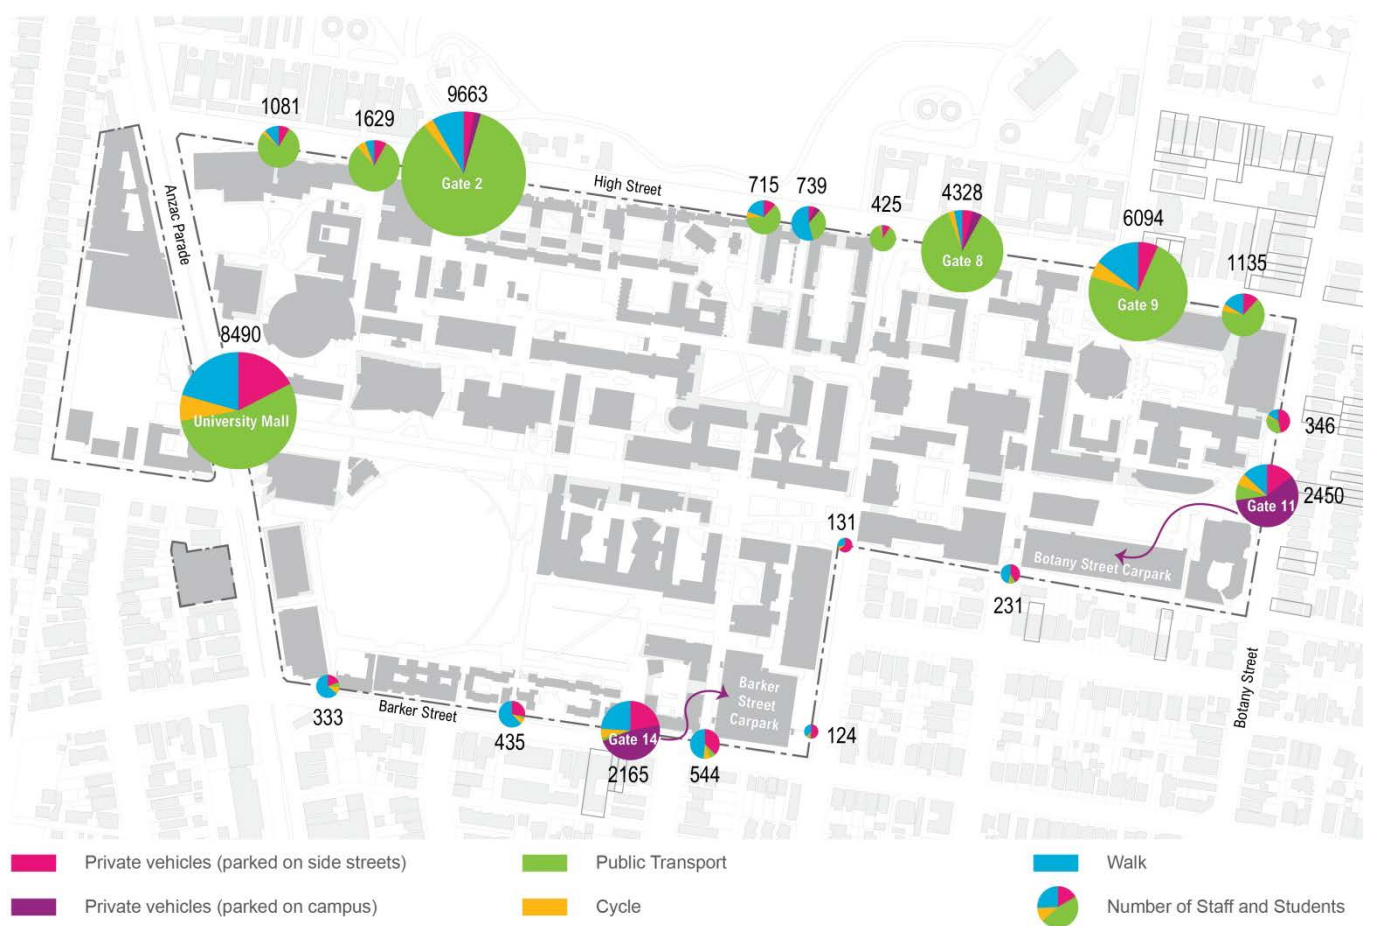 9663
1081
1629
Gate 2
High Street
Anzac Parade
715
739
425
4328
Gate 8
6094
Gate 9
1135
8490
University Mall
346
2450
Gate 11
131
Botany Street Carpark
231
Barker
Street
Carpark
Botany Street
333
Barker Street
435
Gate 14
2165
544
124
Private vehicles (parked on side streets)
Public Transport
Walk
Private vehicles (parked on campus)
Cycle
Number of Staff and Students